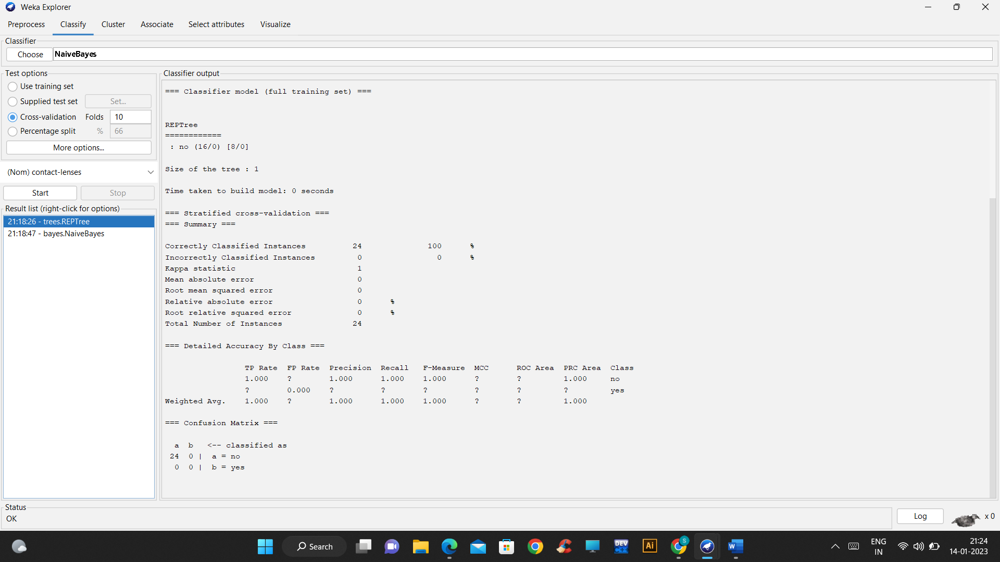 Weka Explorer
Preprocess Classify Cluster Associate Select attributes Visualize
Classifier
Choose NaiveBayes
Test options
Use training set
Supplied test set Set...
Cross-validation Folds 10
Percentage split % 66
More options...
(Nom) contact-lenses
Start Stop
Result list (right-click for options)
21:18:26 - trees.REPTree
21:18:47 - bayes.NaiveBayes
Classifier output
=== Classifier model (full training set) ===
REPTree
============
: no (16/0) [8/0]
Size of the tree : 1
Time taken to build model: 0 seconds
=== Stratified cross-validation ===
=== Summary ===
Correctly Classified Instances 24 100 %
Incorrectly Classified Instances 0 0 %
Kappa statistic 1
Mean absolute error 0
Root mean squared error 0
Relative absolute error 0 %
Root relative squared error 0 %
Total Number of Instances 24
=== Detailed Accuracy By Class ===
TP Rate FP Rate Precision Recall F-Measure MCC ROC Area PRC Area Class
1.000 ? 1.000 1.000 1.000 ? ? 1.000 no
? 0.000 ? ? ? ? ? ? yes
Weighted Avg. 1.000 ? 1.000 1.000 1.000 ? ? 1.000
=== Confusion Matrix ===
a b <-- classified as
24 0 | a = no
0 0 | b = yes
Status
OK
Log x 0
Search
DEV C++
Ai
S
W
ENG
IN
21:24
14-01-2023